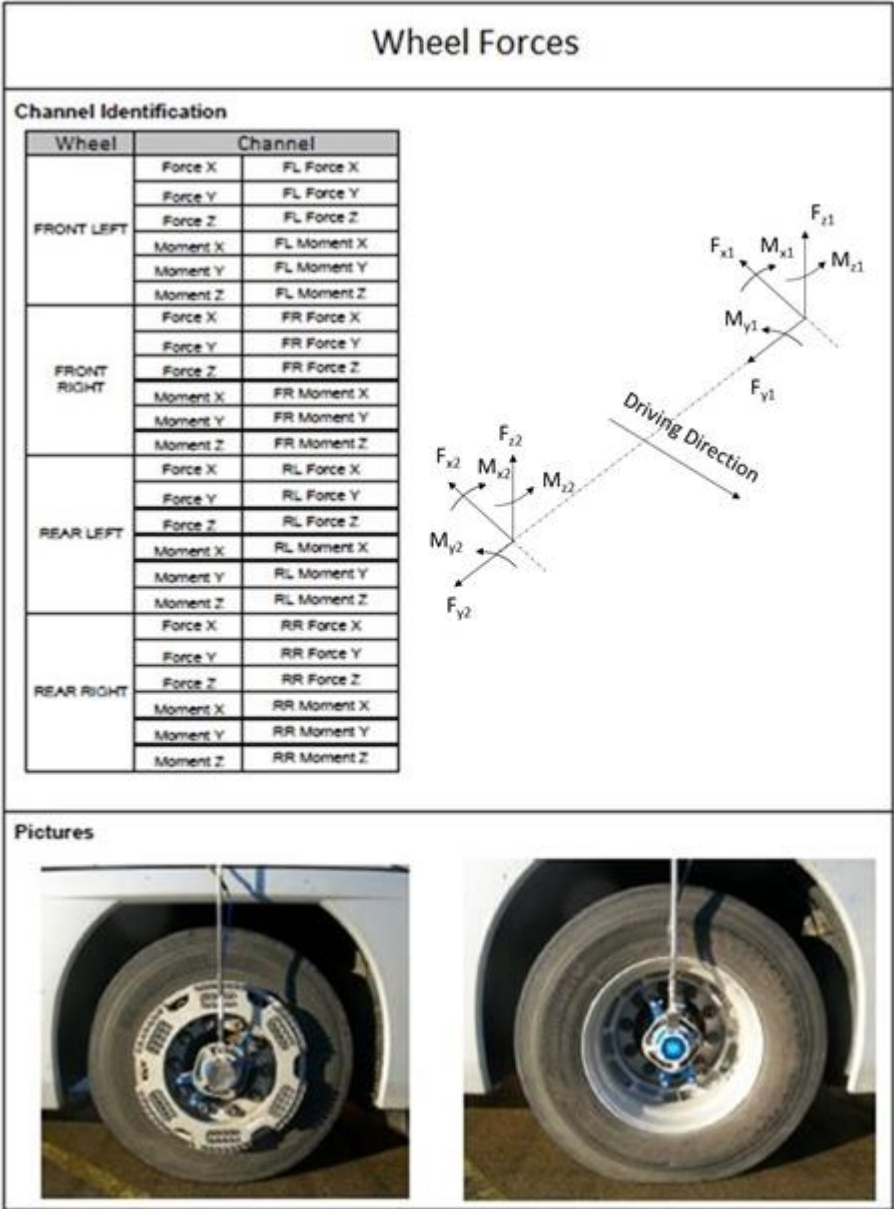 Wheel Forces
Channel Identification
Wheel Channel
FRONT LEFT
Force X FL Force X
Force Y FL Force Y
Force Z FL Force Z
Moment X FL Moment X
Moment Y FL Moment Y
Moment Z FL Moment Z
FRONT
RIGHT
Force X FR Force X
Force Y FR Force Y
Force Z FR Force Z
Moment X FR Moment X
Moment Y FR Moment Y
Moment Z FR Moment Z
REAR LEFT
Force X RL Force X
Force Y RL Force Y
Force Z RL Force Z
Moment X RL Moment X
Moment Y RL Moment Y
Moment Z RL Moment Z
REAR RIGHT
Force X RR Force X
Force Y RR Force Y
Force Z RR Force Z
Moment X RR Moment X
Moment Y RR Moment Y
Moment Z RR Moment Z
Fz1
Fx1 Mx1 Mz1
My1
Fy1
Driving Direction
Fz2
Fx2 Mx2 Mz2
My2
Fy2
Pictures